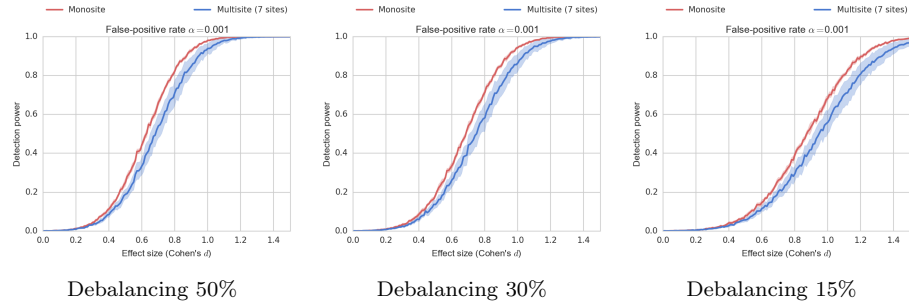 Monosite Multisite (7 sites) Monosite Multisite (7 sites) Monosite Multisite (7 sites)
False-positive rate α=0.001 False-positive rate α=0.001 False-positive rate α=0.001
1.0 1.0 1.0
0.8 0.8 0.8
0.6 0.6 0.6
0.4 0.4 0.4
0.2 0.2 0.2
0.0 0.0 0.0
Detection power Detection power Detection power
0.0 0.2 0.4 0.6 0.8 1.0 1.2 1.4 0.0 0.2 0.4 0.6 0.8 1.0 1.2 1.4 0.0 0.2 0.4 0.6 0.8 1.0 1.2 1.4
Effect size (Cohen's d) Effect size (Cohen's d) Effect size (Cohen's d)
Debalancing 50% Debalancing 30% Debalancing 15%